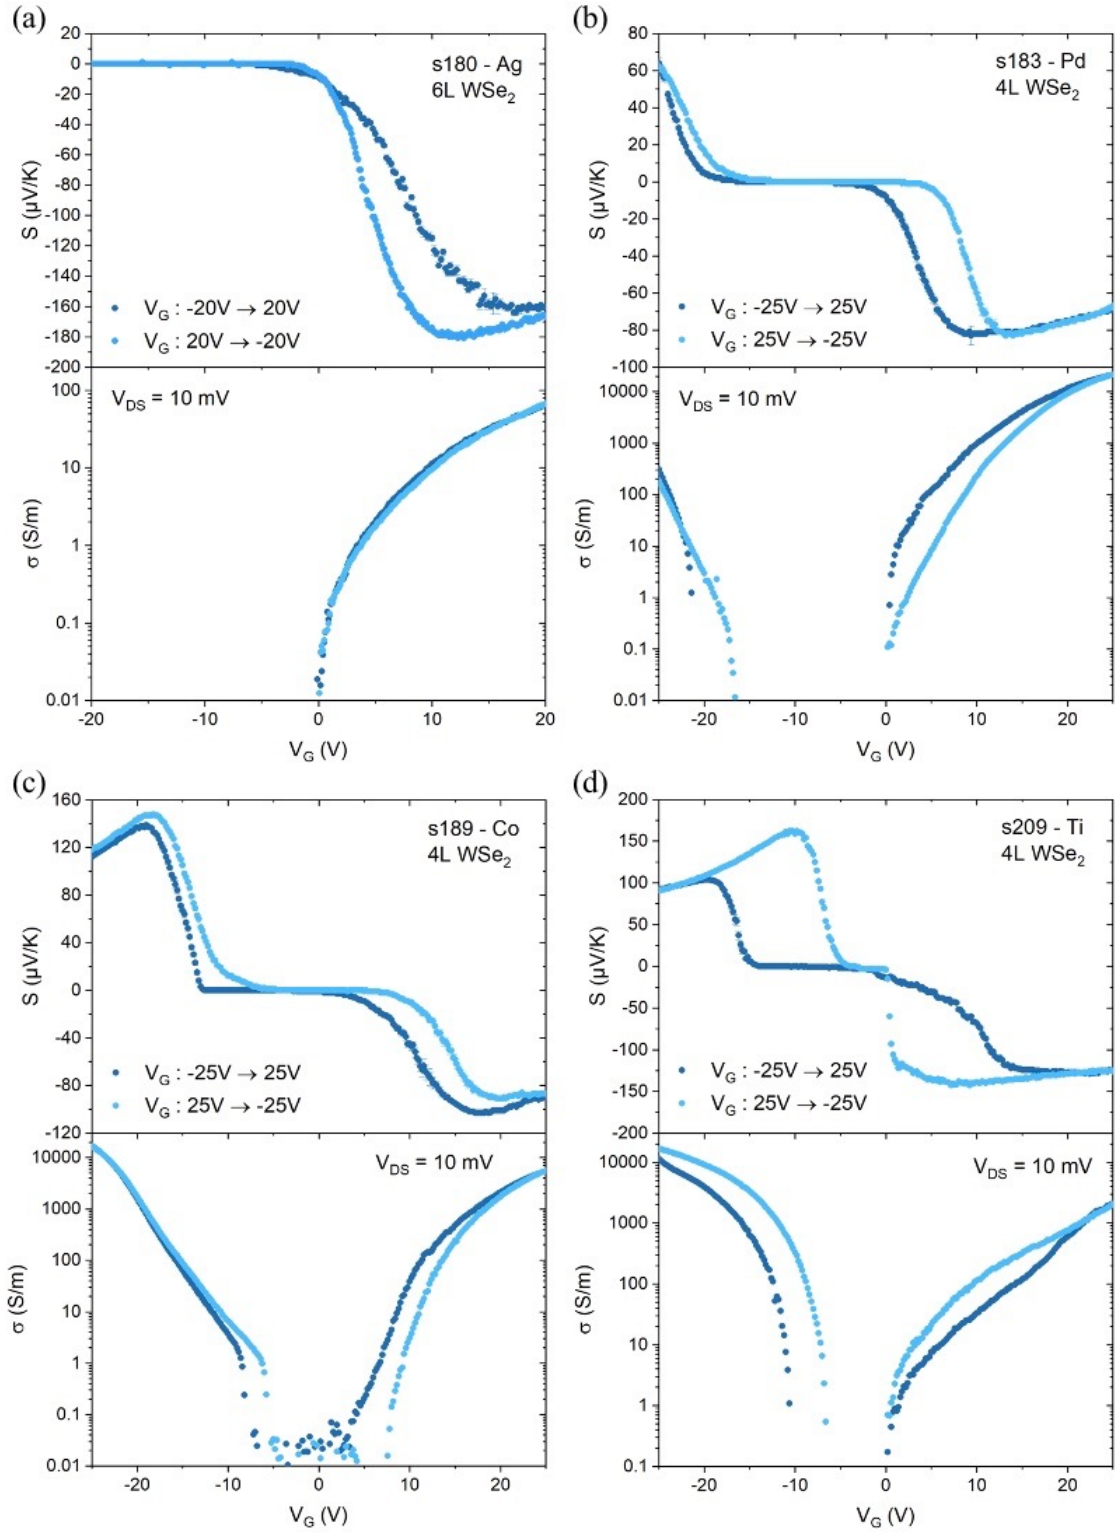 (a)
20
0
-20
-40
-60
-80
-100
-120
-140
-160
-180
-200
S (µV/K)
s180 - Ag
6L WSe2
VG : -20V → 20V
VG : 20V → -20V
VDS = 10 mV
100
10
1
0.1
0.01
σ (S/m)
-20 -10 0 10 20
VG (V)
(b)
80
60
40
20
0
-20
-40
-60
-80
-100
S (µV/K)
s183 - Pd
4L WSe2
VG : -25V → 25V
VG : 25V → -25V
VDS = 10 mV
10000
1000
100
10
1
0.1
0.01
σ (S/m)
-20 -10 0 10 20
VG (V)
(c)
160
120
80
40
0
-40
-80
-120
S (µV/K)
s189 - Co
4L WSe2
VG : -25V → 25V
VG : 25V → -25V
VDS = 10 mV
10000
1000
100
10
1
0.1
0.01
σ (S/m)
-20 -10 0 10 20
VG (V)
(d)
200
150
100
50
0
-50
-100
-150
-200
S (µV/K)
s209 - Ti
4L WSe2
VG : -25V → 25V
VG : 25V → -25V
VDS = 10 mV
10000
1000
100
10
1
0.1
σ (S/m)
-20 -10 0 10 20
VG (V)